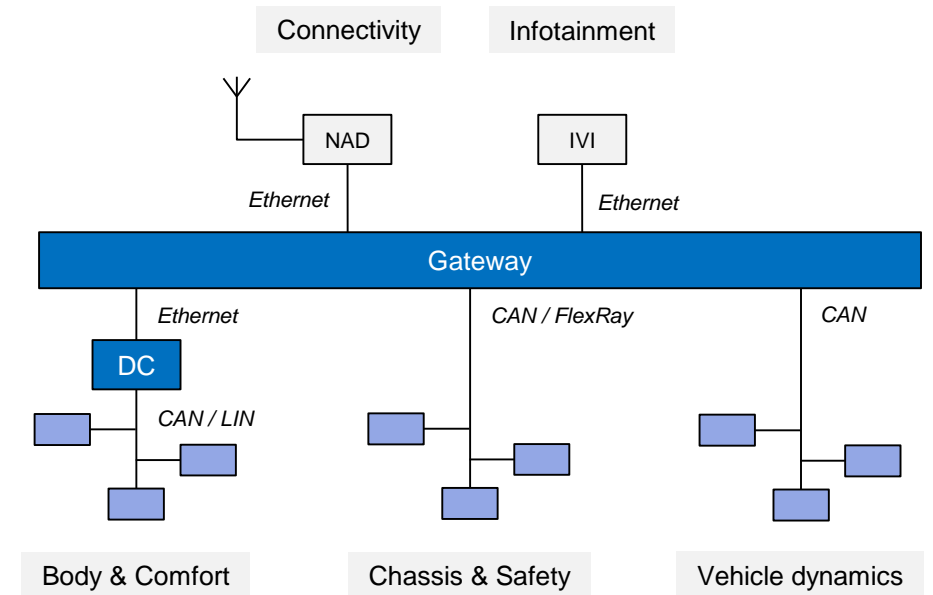 Connectivity
Infotainment
NAD
IVI
Ethernet
Ethernet
Gateway
Ethernet
CAN / FlexRay
CAN
DC
CAN / LIN
Body & Comfort
Chassis & Safety
Vehicle dynamics